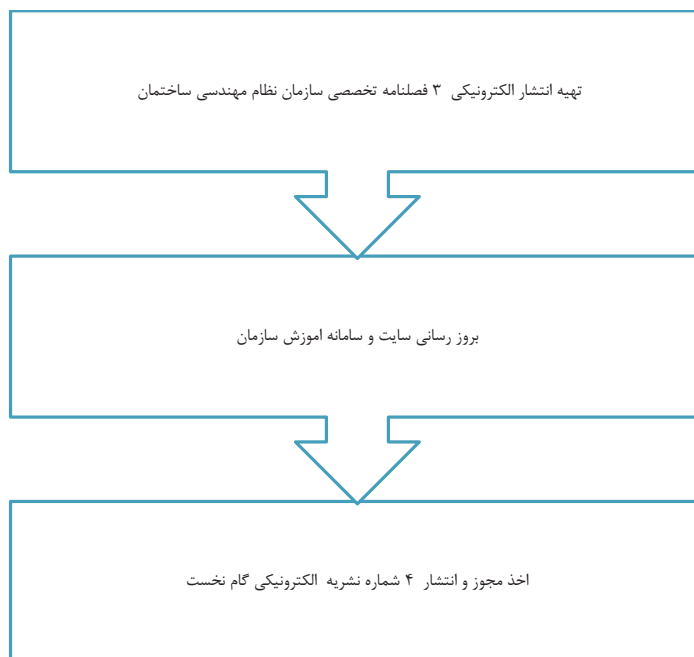 تهیه انتشار الکترونیکی ۳ فصلنامه تخصصی سازمان نظام مهندسی ساختمان
بروز رسانی سایت و سامانه اموزش سازمان
اخذ مجوز و انتشار ۴ شماره نشریه الکترونیکی گام نخست